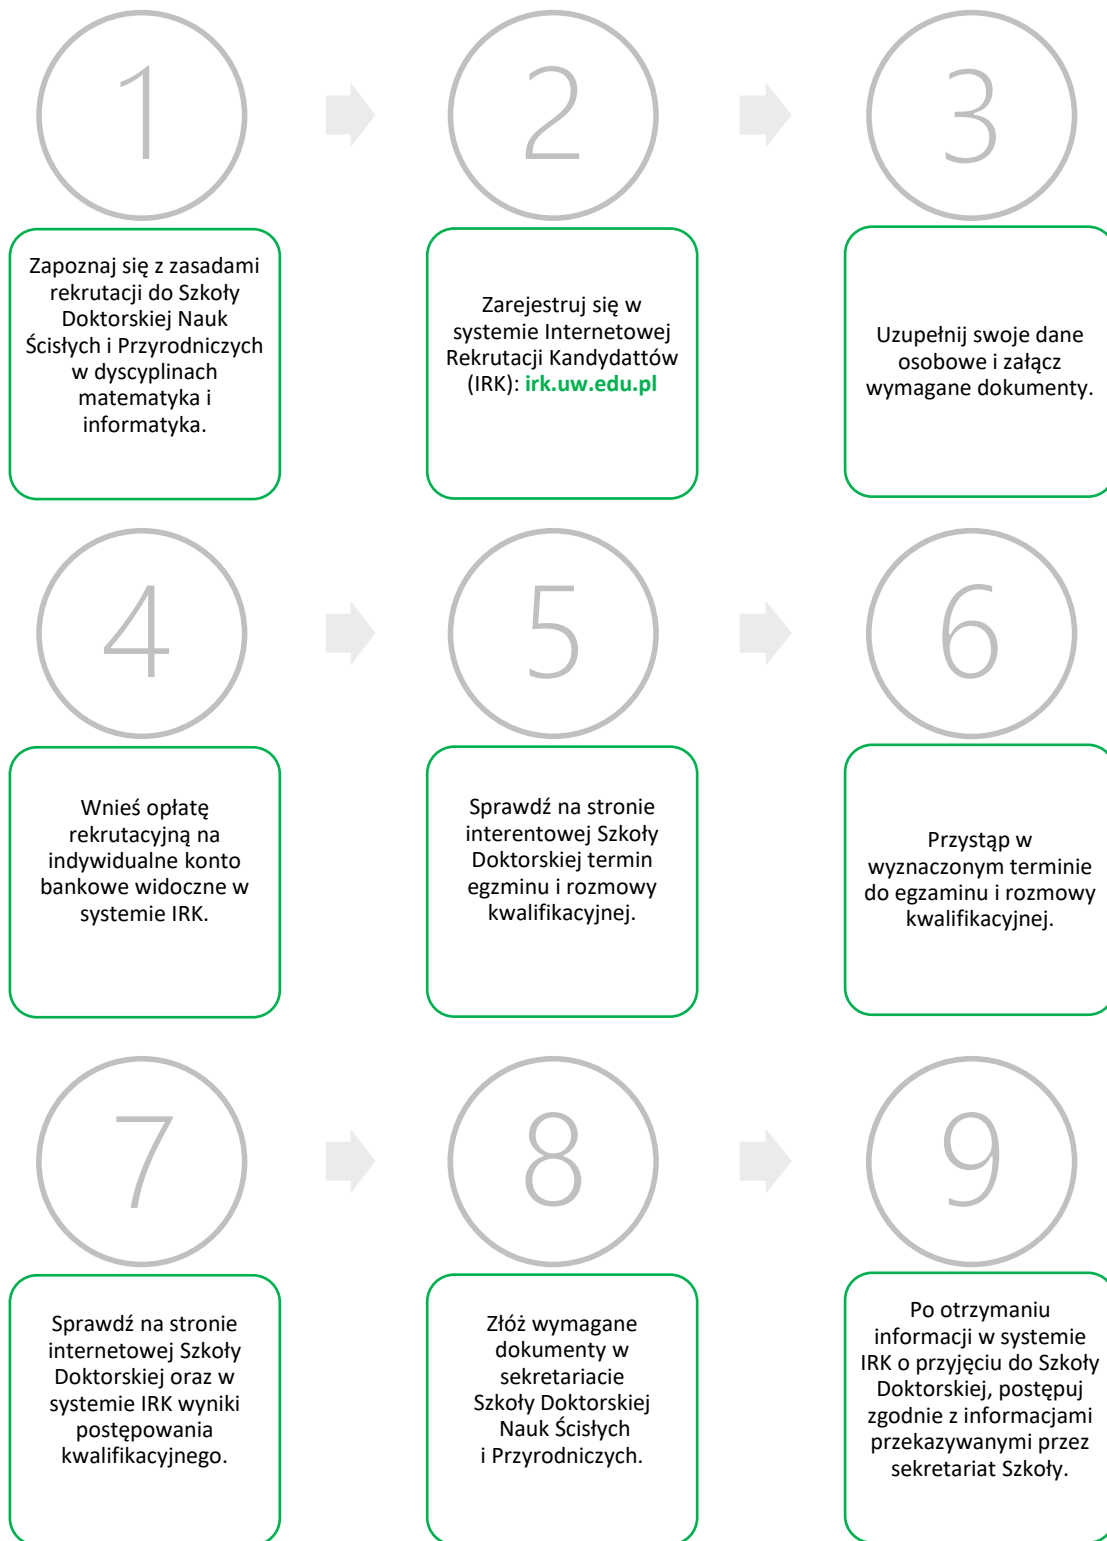 1
2
3
Zapoznaj się z zasadami
rekrutacji do Szkoły
Doktorskiej Nauk
Ścisłych i Przyrodniczych
w dyscyplinach
matematyka i
informatyka.
Zarejestruj się w
systemie Internetowej
Rekrutacji Kandydattów
(IRK): irk.uw.edu.pl
Uzupełnij swoje dane
osobowe i załącz
wymagane dokumenty.
4
5
6
Wnieś opłatę
rekrutacyjną na
indywidualne konto
bankowe widoczne w
systemie IRK.
Sprawdź na stronie
interentowej Szkoły
Doktorskiej termin
egzminu i rozmowy
kwalifikacyjnej.
Przystąp w
wyznaczonym terminie
do egzaminu i rozmowy
kwalifikacyjnej.
7
8
9
Sprawdź na stronie
internetowej Szkoły
Doktorskiej oraz w
systemie IRK wyniki
postępowania
kwalifikacyjnego.
Złóż wymagane
dokumenty w
sekretariacie
Szkoły Doktorskiej
Nauk Ścisłych
i Przyrodniczych.
Po otrzymaniu
informacji w systemie
IRK o przyjęciu do Szkoły
Doktorskiej, postępuj
zgodnie z informacjami
przekazywanymi przez
sekretariat Szkoły.